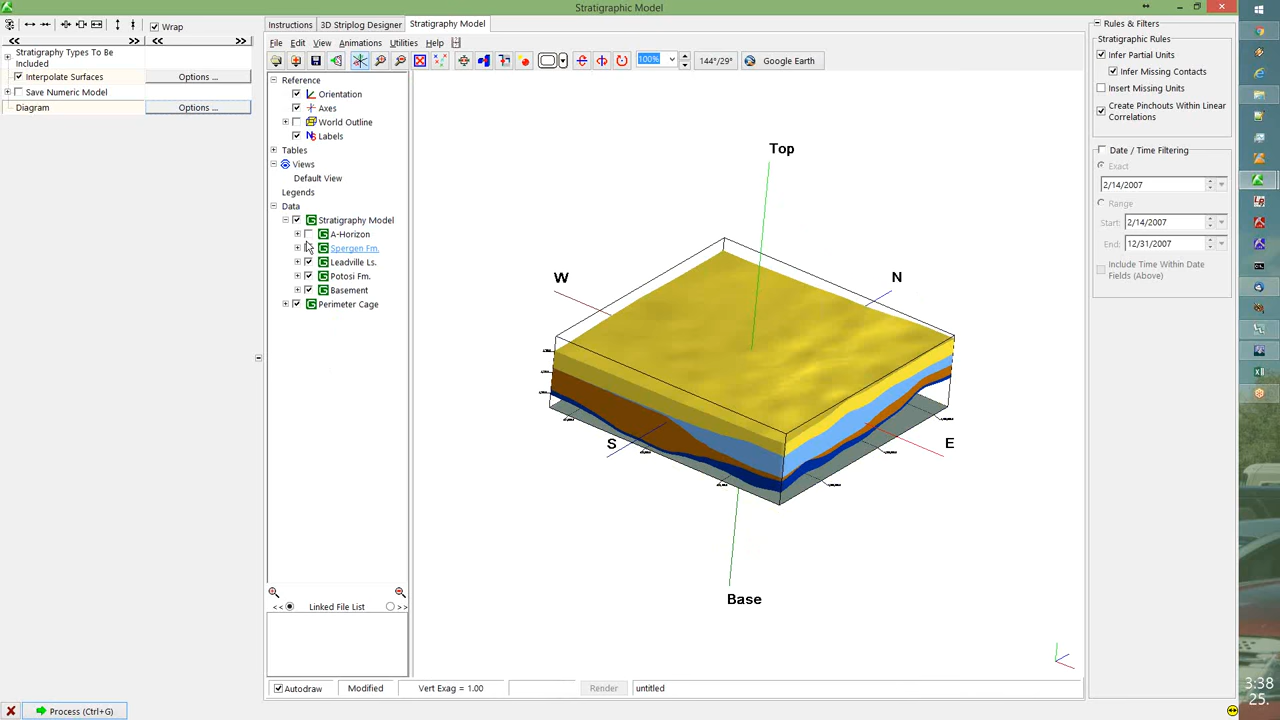 Stratigraphic Model
Wrap
Instructions
3D Striplog Designer
Stratigraphy Model
<<
>>
<<
>>
Stratigraphy Types To Be
Included
Interpolate Surfaces
Options ...
Save Numeric Model
Diagram
Options ...
File Edit View Animations Utilities Help
100%
144°/29°
Google Earth
Reference
Orientation
Axes
World Outline
Labels
Tables
Views
Default View
Legends
Data
Stratigraphy Model
A-Horizon
Spergen Fm.
Leadville Ls.
Potosi Fm.
Basement
Perimeter Cage
<<
Linked File List
>>
Top
W
N
S
E
Base
Rules & Filters
Stratigraphic Rules
Infer Partial Units
Infer Missing Contacts
Insert Missing Units
Create Pinchouts Within Linear
Correlations
Date / Time Filtering
Exact
2/14/2007
Range
Start: 2/14/2007
End: 12/31/2007
Include Time Within Date
Fields (Above)
Autodraw
Modified
Vert Exag = 1.00
Render
untitled
Process (Ctrl+G)
3:38
25.